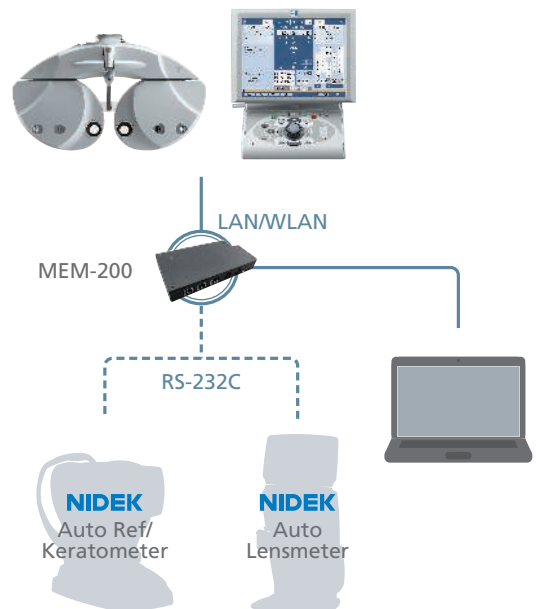 LAN/WLAN
MEM-200
RS-232C
NIDEK
Auto Ref/
Keratometer
NIDEK
Auto
Lensmeter